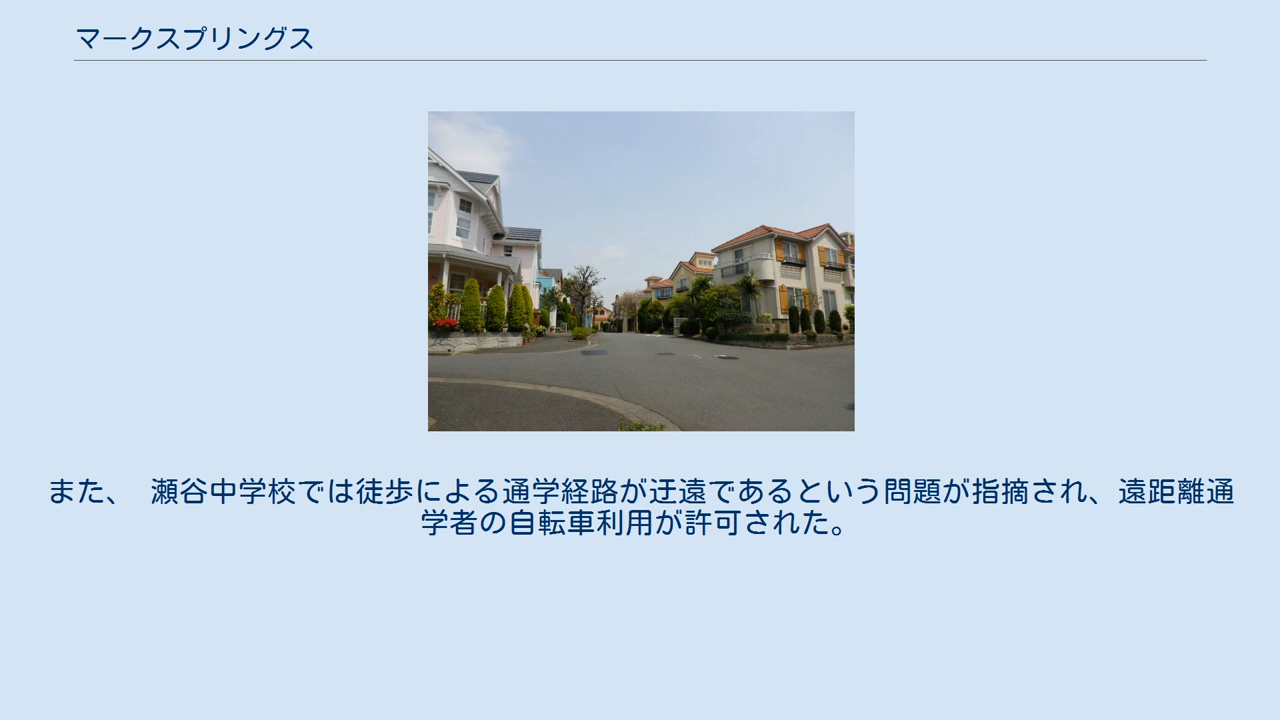 マークスプリングス
また、 瀬谷中学校では徒歩による通学経路が迂遠であるという問題が指摘され、遠距離通
学者の自転車利用が許可された。